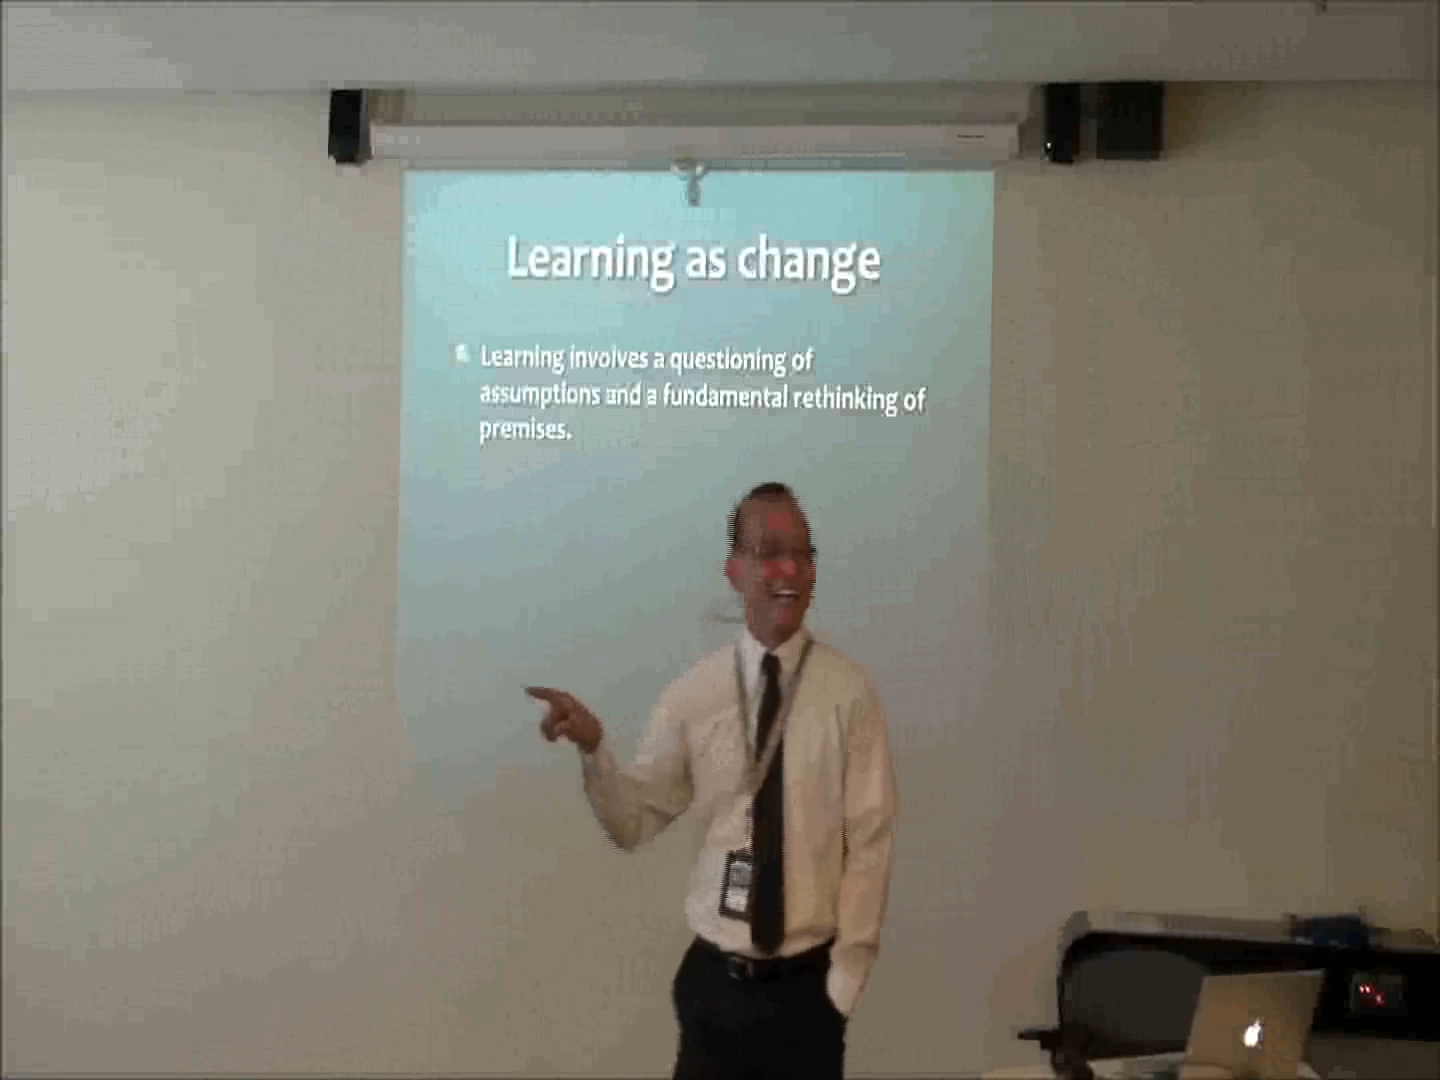 Learning as change
Learning involves a questioning of
assumptions and a fundamental rethinking of
premises.